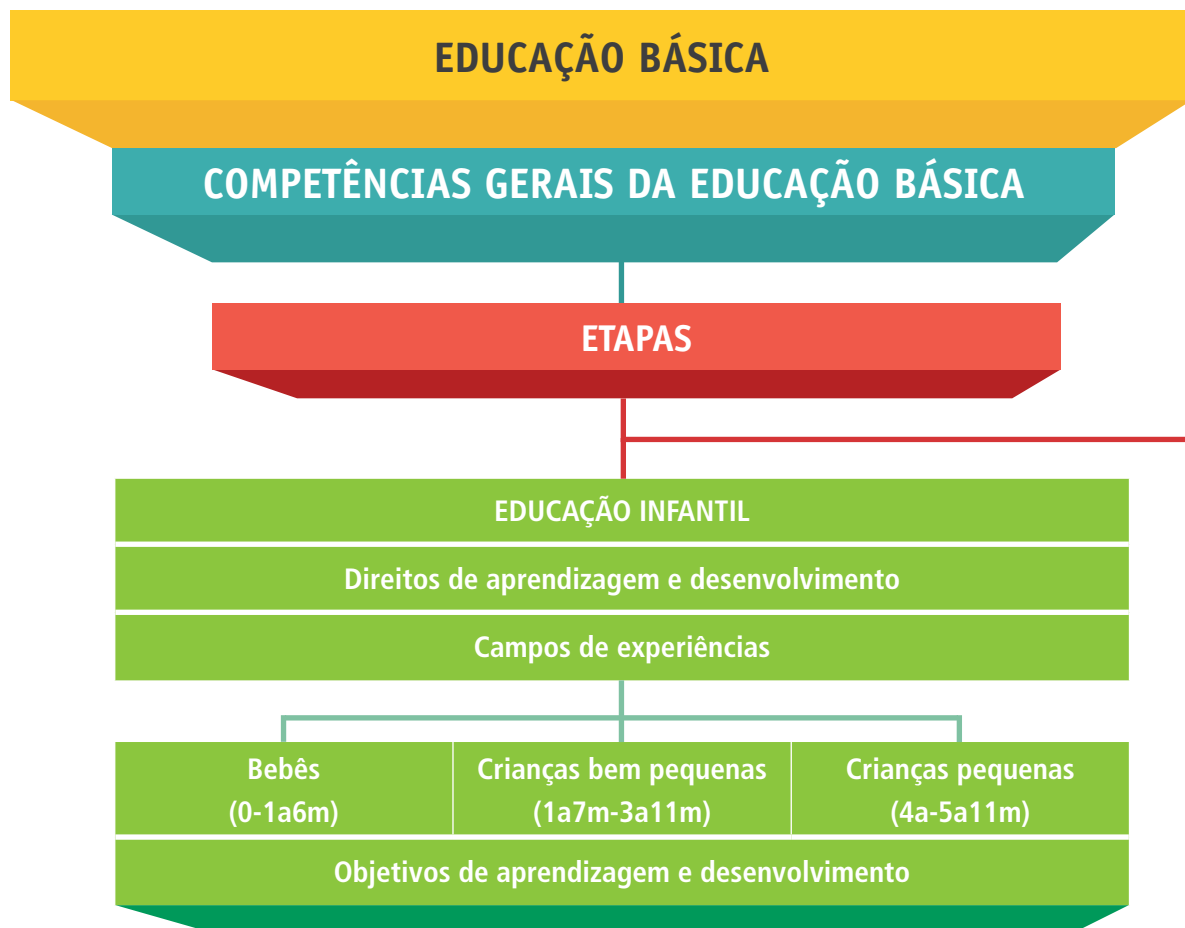 EDUCAÇÃO BÁSICA
COMPETÊNCIAS GERAIS DA EDUCAÇÃO BÁSICA
ETAPAS
EDUCAÇÃO INFANTIL
Direitos de aprendizagem e desenvolvimento
Campos de experiências
Bebês
(0-1a6m)
Crianças bem pequenas
(1a7m-3a11m)
Crianças pequenas
(4a-5a11m)
Objetivos de aprendizagem e desenvolvimento